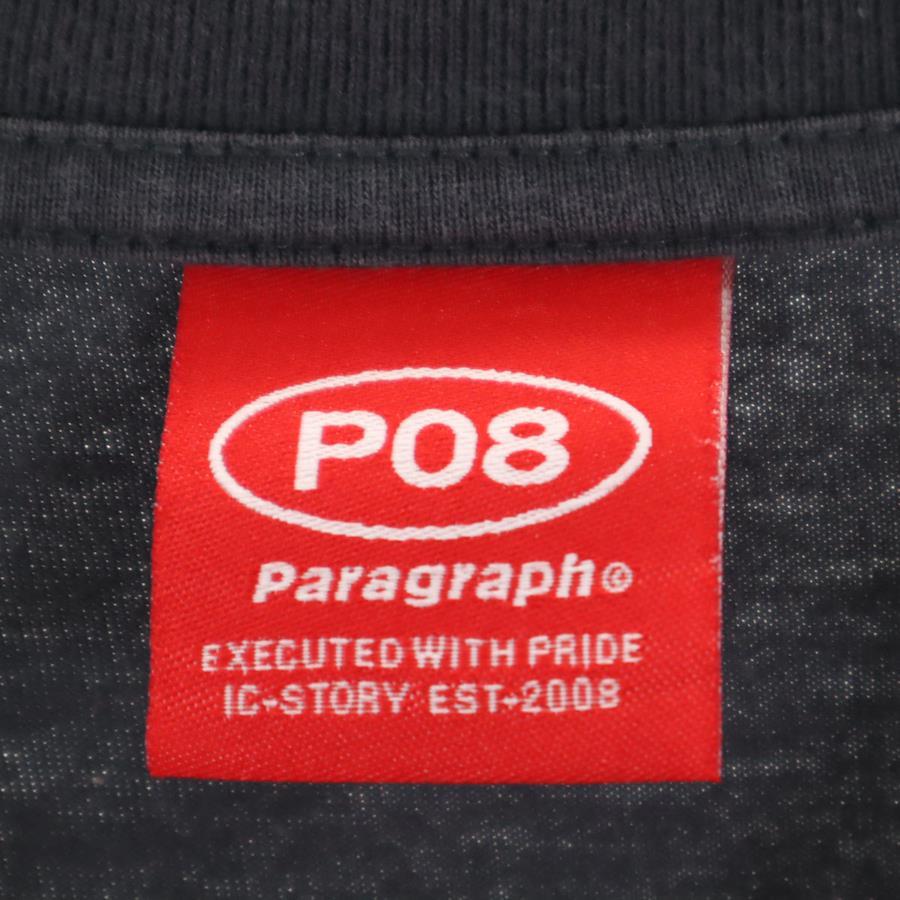 P08
Paragraph©
EXECUTED WITH PRIDE
IC-STORY EST-2008